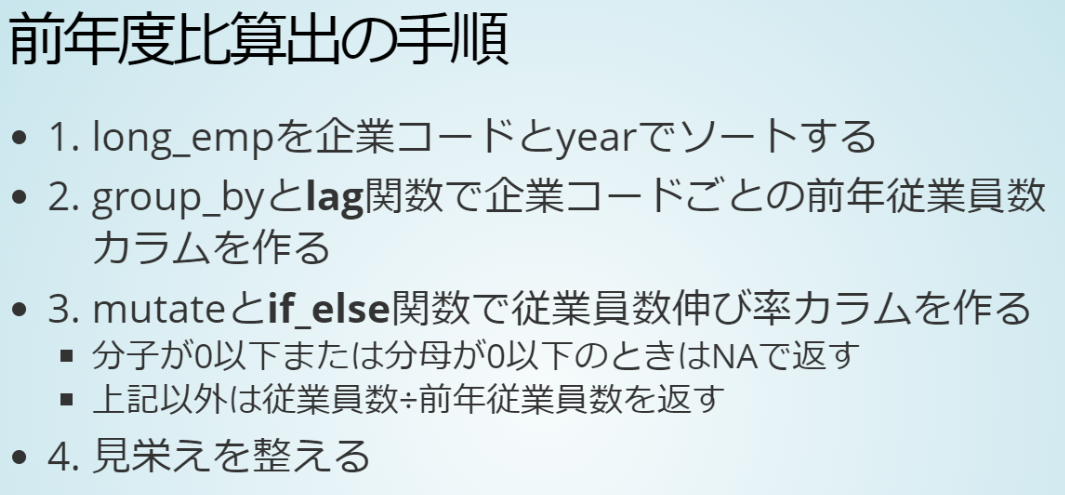 前年度比算出の手順
• 1. long_empを企業コードとyearでソートする
• 2. group_byとlag関数で企業コードごとの前年従業員数
カラムを作る
• 3. mutateとif_else関数で従業員数伸び率カラムを作る
▪ 分子が0以下または分母が0以下のときはNAで返す
▪ 上記以外は従業員数÷前年従業員数を返す
• 4. 見栄えを整える